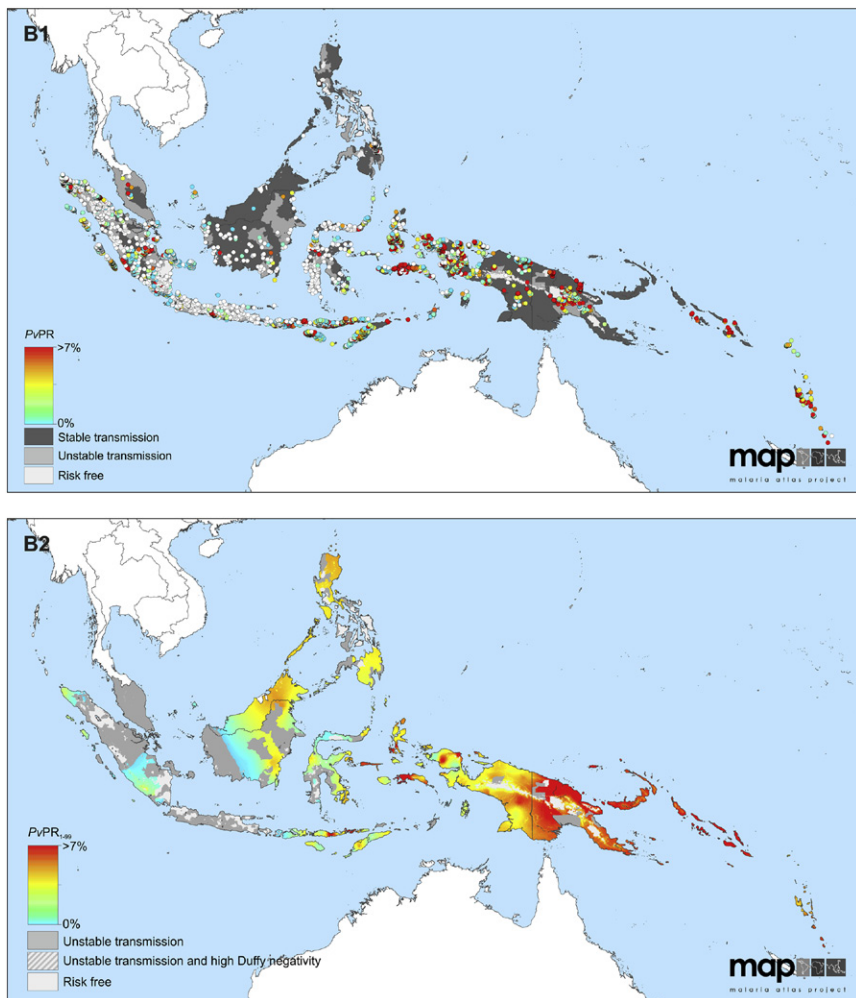 B1
PvPR
>7%
0%
Stable transmission
Unstable transmission
Risk free
map
malaria atlas project
B2
PvPR1-99
>7%
0%
Unstable transmission
Unstable transmission and high Duffy negativity
Risk free
map
malaria atlas project